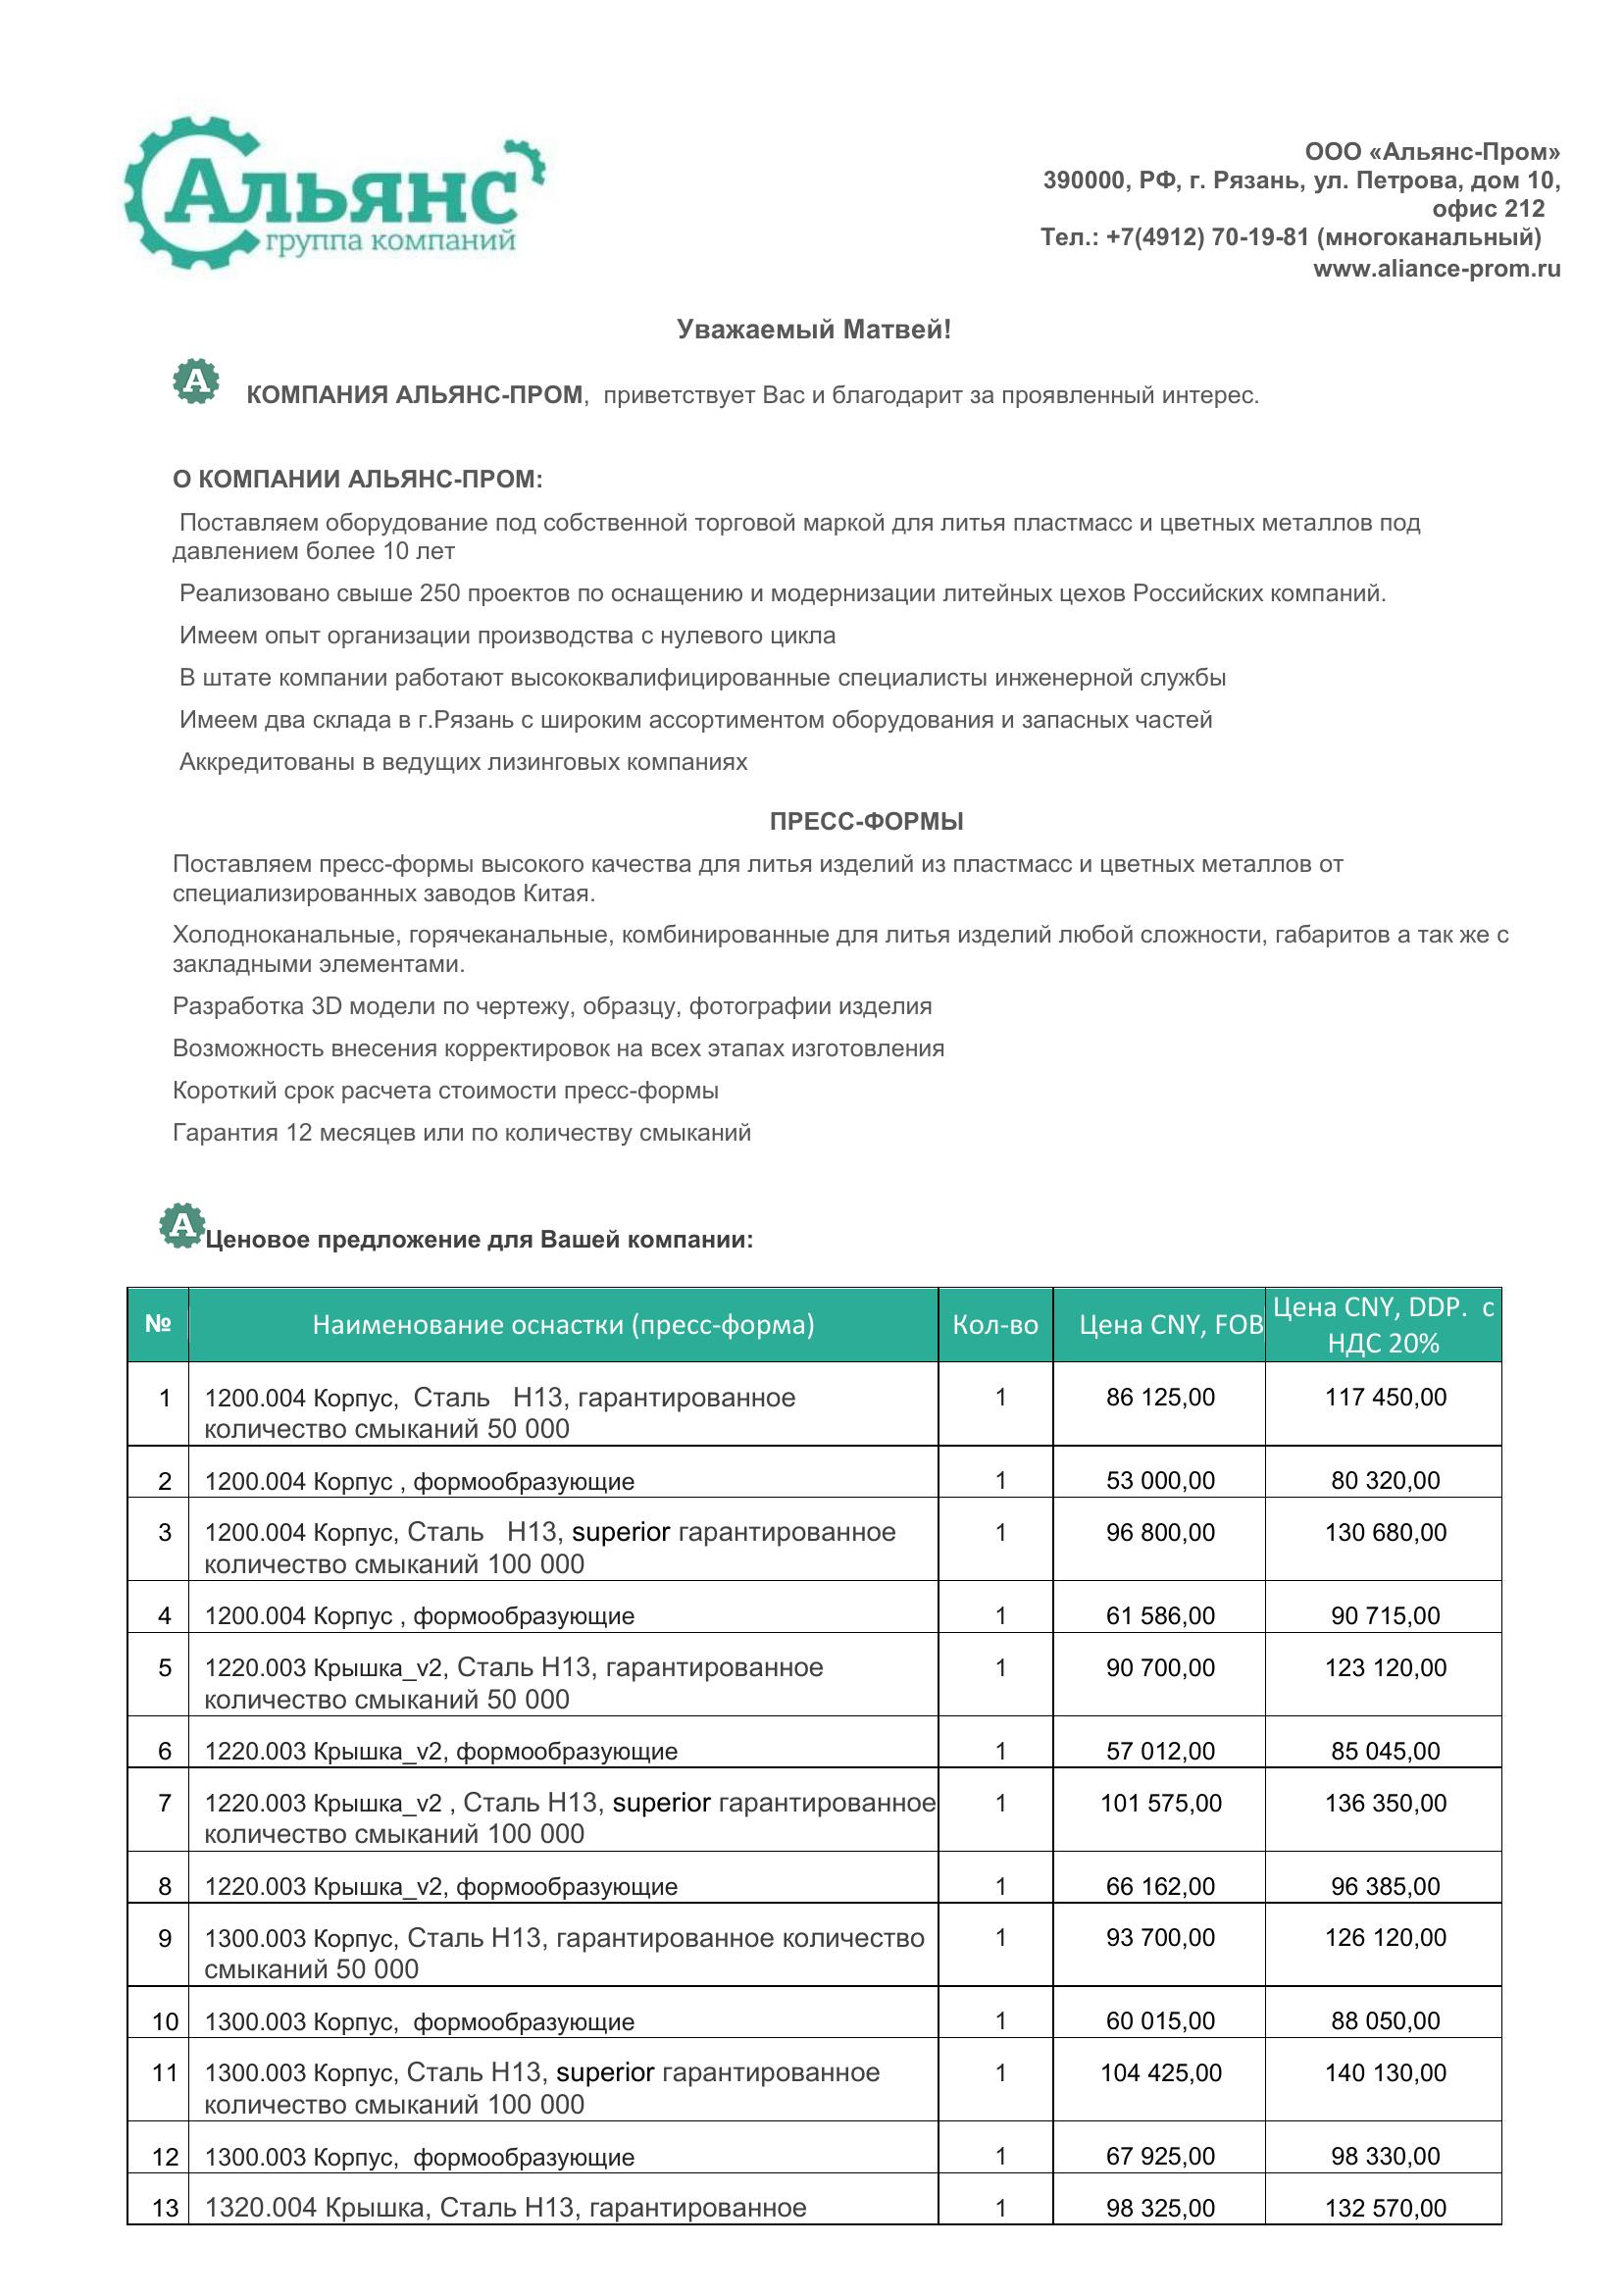 Альянс
группа компаний
ООО «Альянс-Пром»
390000, РФ, г. Рязань, ул. Петрова, дом 10,
офис 212
Тел.: +7(4912) 70-19-81 (многоканальный)
www.aliance-prom.ru
Уважаемый Матвей!
А КОМПАНИЯ АЛЬЯНС-ПРОМ, приветствует Вас и благодарит за проявленный интерес.
О КОМПАНИИ АЛЬЯНС-ПРОМ:
Поставляем оборудование под собственной торговой маркой для литья пластмасс и цветных металлов под
давлением более 10 лет
Реализовано свыше 250 проектов по оснащению и модернизации литейных цехов Российских компаний.
Имеем опыт организации производства с нулевого цикла
В штате компании работают высококвалифицированные специалисты инженерной службы
Имеем два склада в г.Рязань с широким ассортиментом оборудования и запасных частей
Аккредитованы в ведущих лизинговых компаниях
ПРЕСС-ФОРМЫ
Поставляем пресс-формы высокого качества для литья изделий из пластмасс и цветных металлов от
специализированных заводов Китая.
Холодноканальные, горячеканальные, комбинированные для литья изделий любой сложности, габаритов а так же с
закладными элементами.
Разработка 3D модели по чертежу, образцу, фотографии изделия
Возможность внесения корректировок на всех этапах изготовления
Короткий срок расчета стоимости пресс-формы
Гарантия 12 месяцев или по количеству смыканий
А Ценовое предложение для Вашей компании:
№ Наименование оснастки (пресс-форма) Кол-во Цена CNY, FOB Цена CNY, DDP. с
НДС 20%
1 1200.004 Корпус, Сталь H13, гарантированное 1 86 125,00 117 450,00
количество смыканий 50 000
2 1200.004 Корпус , формообразующие 1 53 000,00 80 320,00
3 1200.004 Корпус, Сталь H13, superior гарантированное 1 96 800,00 130 680,00
количество смыканий 100 000
4 1200.004 Корпус , формообразующие 1 61 586,00 90 715,00
5 1220.003 Крышка_v2, Сталь H13, гарантированное 1 90 700,00 123 120,00
количество смыканий 50 000
6 1220.003 Крышка_v2, формообразующие 1 57 012,00 85 045,00
7 1220.003 Крышка_v2 , Сталь H13, superior гарантированное 1 101 575,00 136 350,00
количество смыканий 100 000
8 1220.003 Крышка_v2, формообразующие 1 66 162,00 96 385,00
9 1300.003 Корпус, Сталь H13, гарантированное количество 1 93 700,00 126 120,00
смыканий 50 000
10 1300.003 Корпус, формообразующие 1 60 015,00 88 050,00
11 1300.003 Корпус, Сталь H13, superior гарантированное 1 104 425,00 140 130,00
количество смыканий 100 000
12 1300.003 Корпус, формообразующие 1 67 925,00 98 330,00
13 1320.004 Крышка, Сталь H13, гарантированное 1 98 325,00 132 570,00